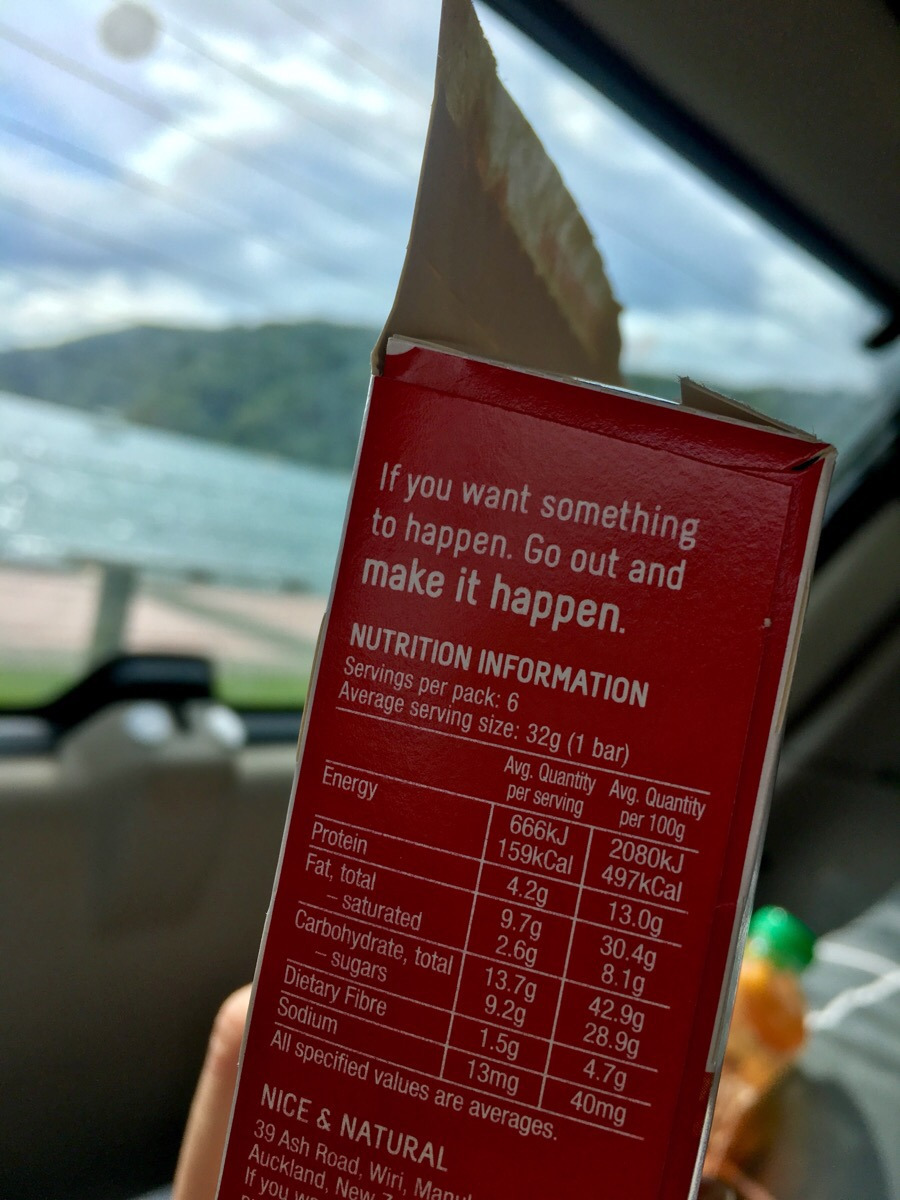 If you want something
to happen. Go out and
make it happen.
NUTRITION INFORMATION
Servings per pack: 6
Average serving size: 32g (1 bar)
Avg. Quantity per serving Avg. Quantity per 100g
Energy 666kJ 2080kJ
159kCal 497kCal
Protein 4.2g 13.0g
Fat, total 9.7g 30.4g
– saturated 2.6g 8.1g
Carbohydrate, total 13.7g 42.9g
– sugars 9.2g 28.9g
Dietary Fibre 1.5g 4.7g
Sodium 13mg 40mg
All specified values are averages.
NICE & NATURAL
39 Ash Road, Wiri,
Auckland, New
If you